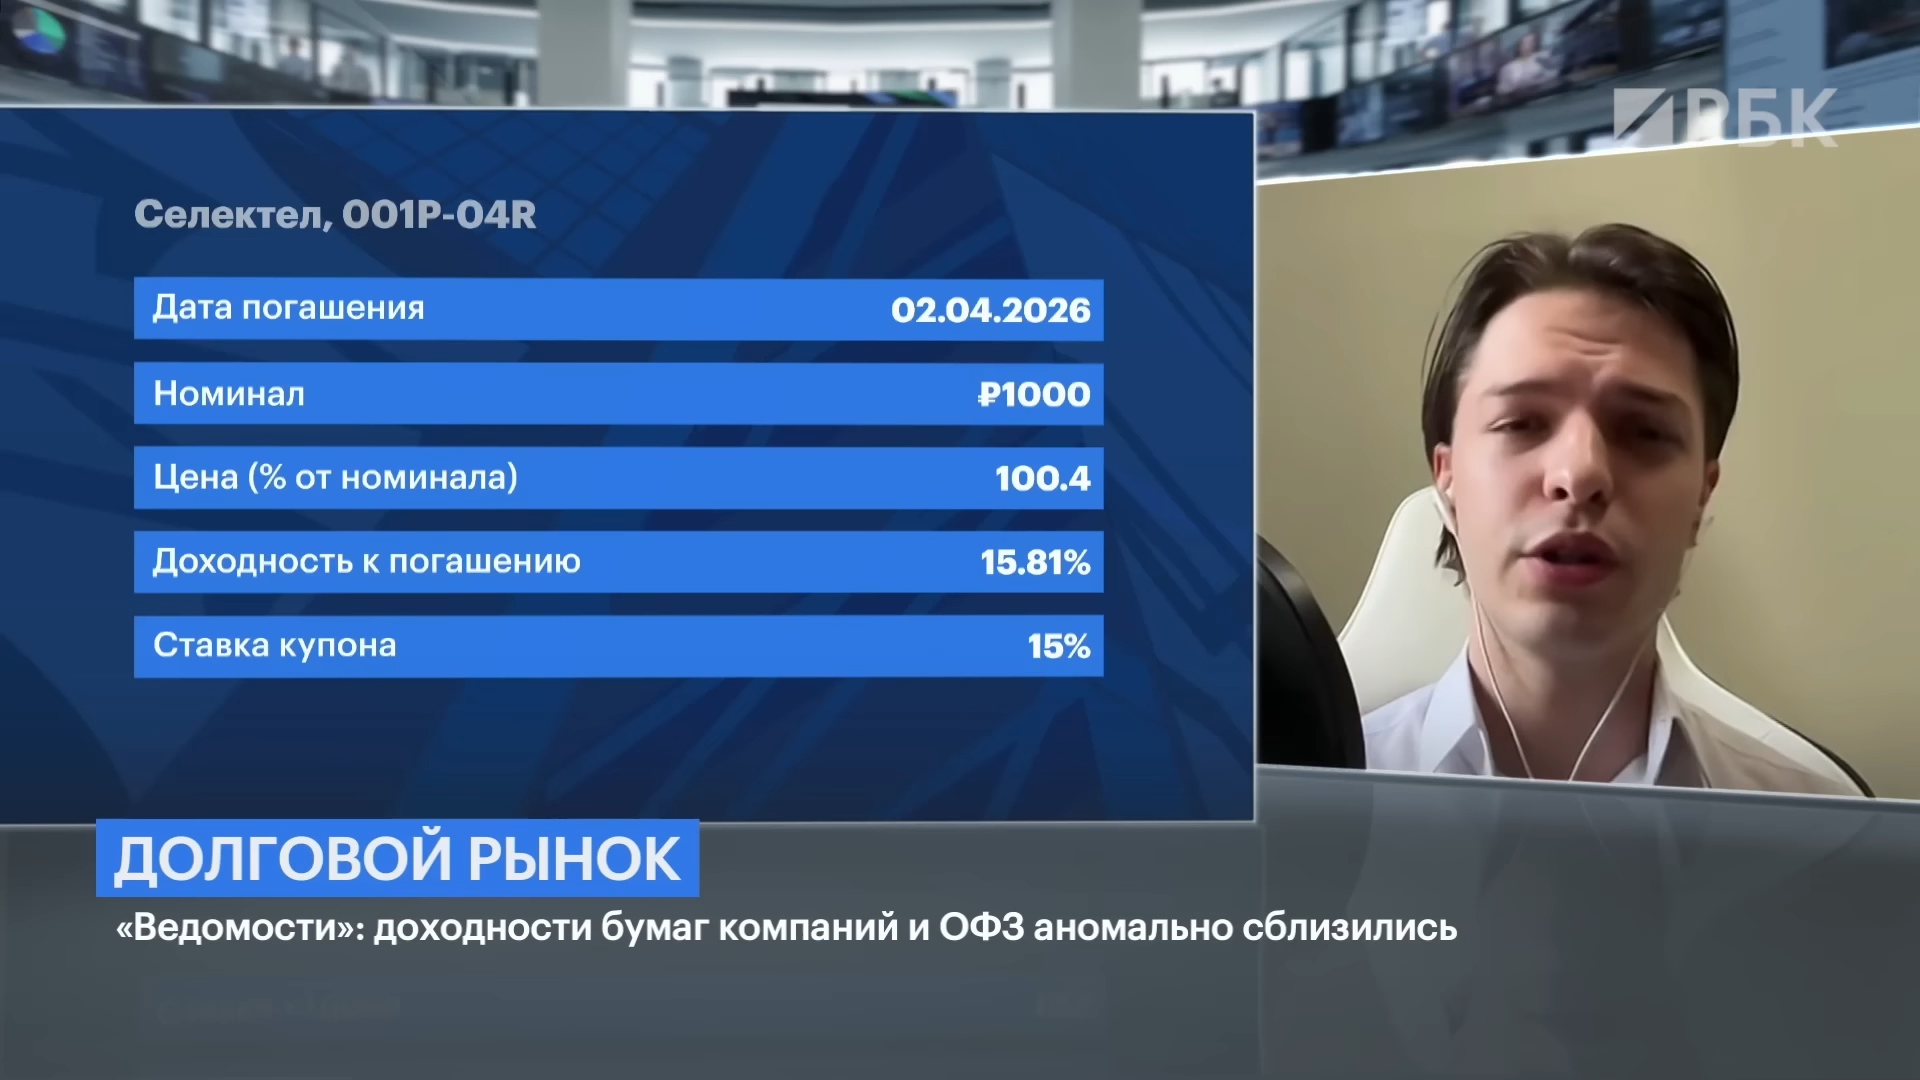 РБК
Селектел, 001P-04R
Дата погашения 02.04.2026
Номинал ₽1000
Цена (% от номинала) 100.4
Доходность к погашению 15.81%
Ставка купона 15%
ДОЛГОВОЙ РЫНОК
«Ведомости»: доходности бумаг компаний и ОФЗ аномально сблизились